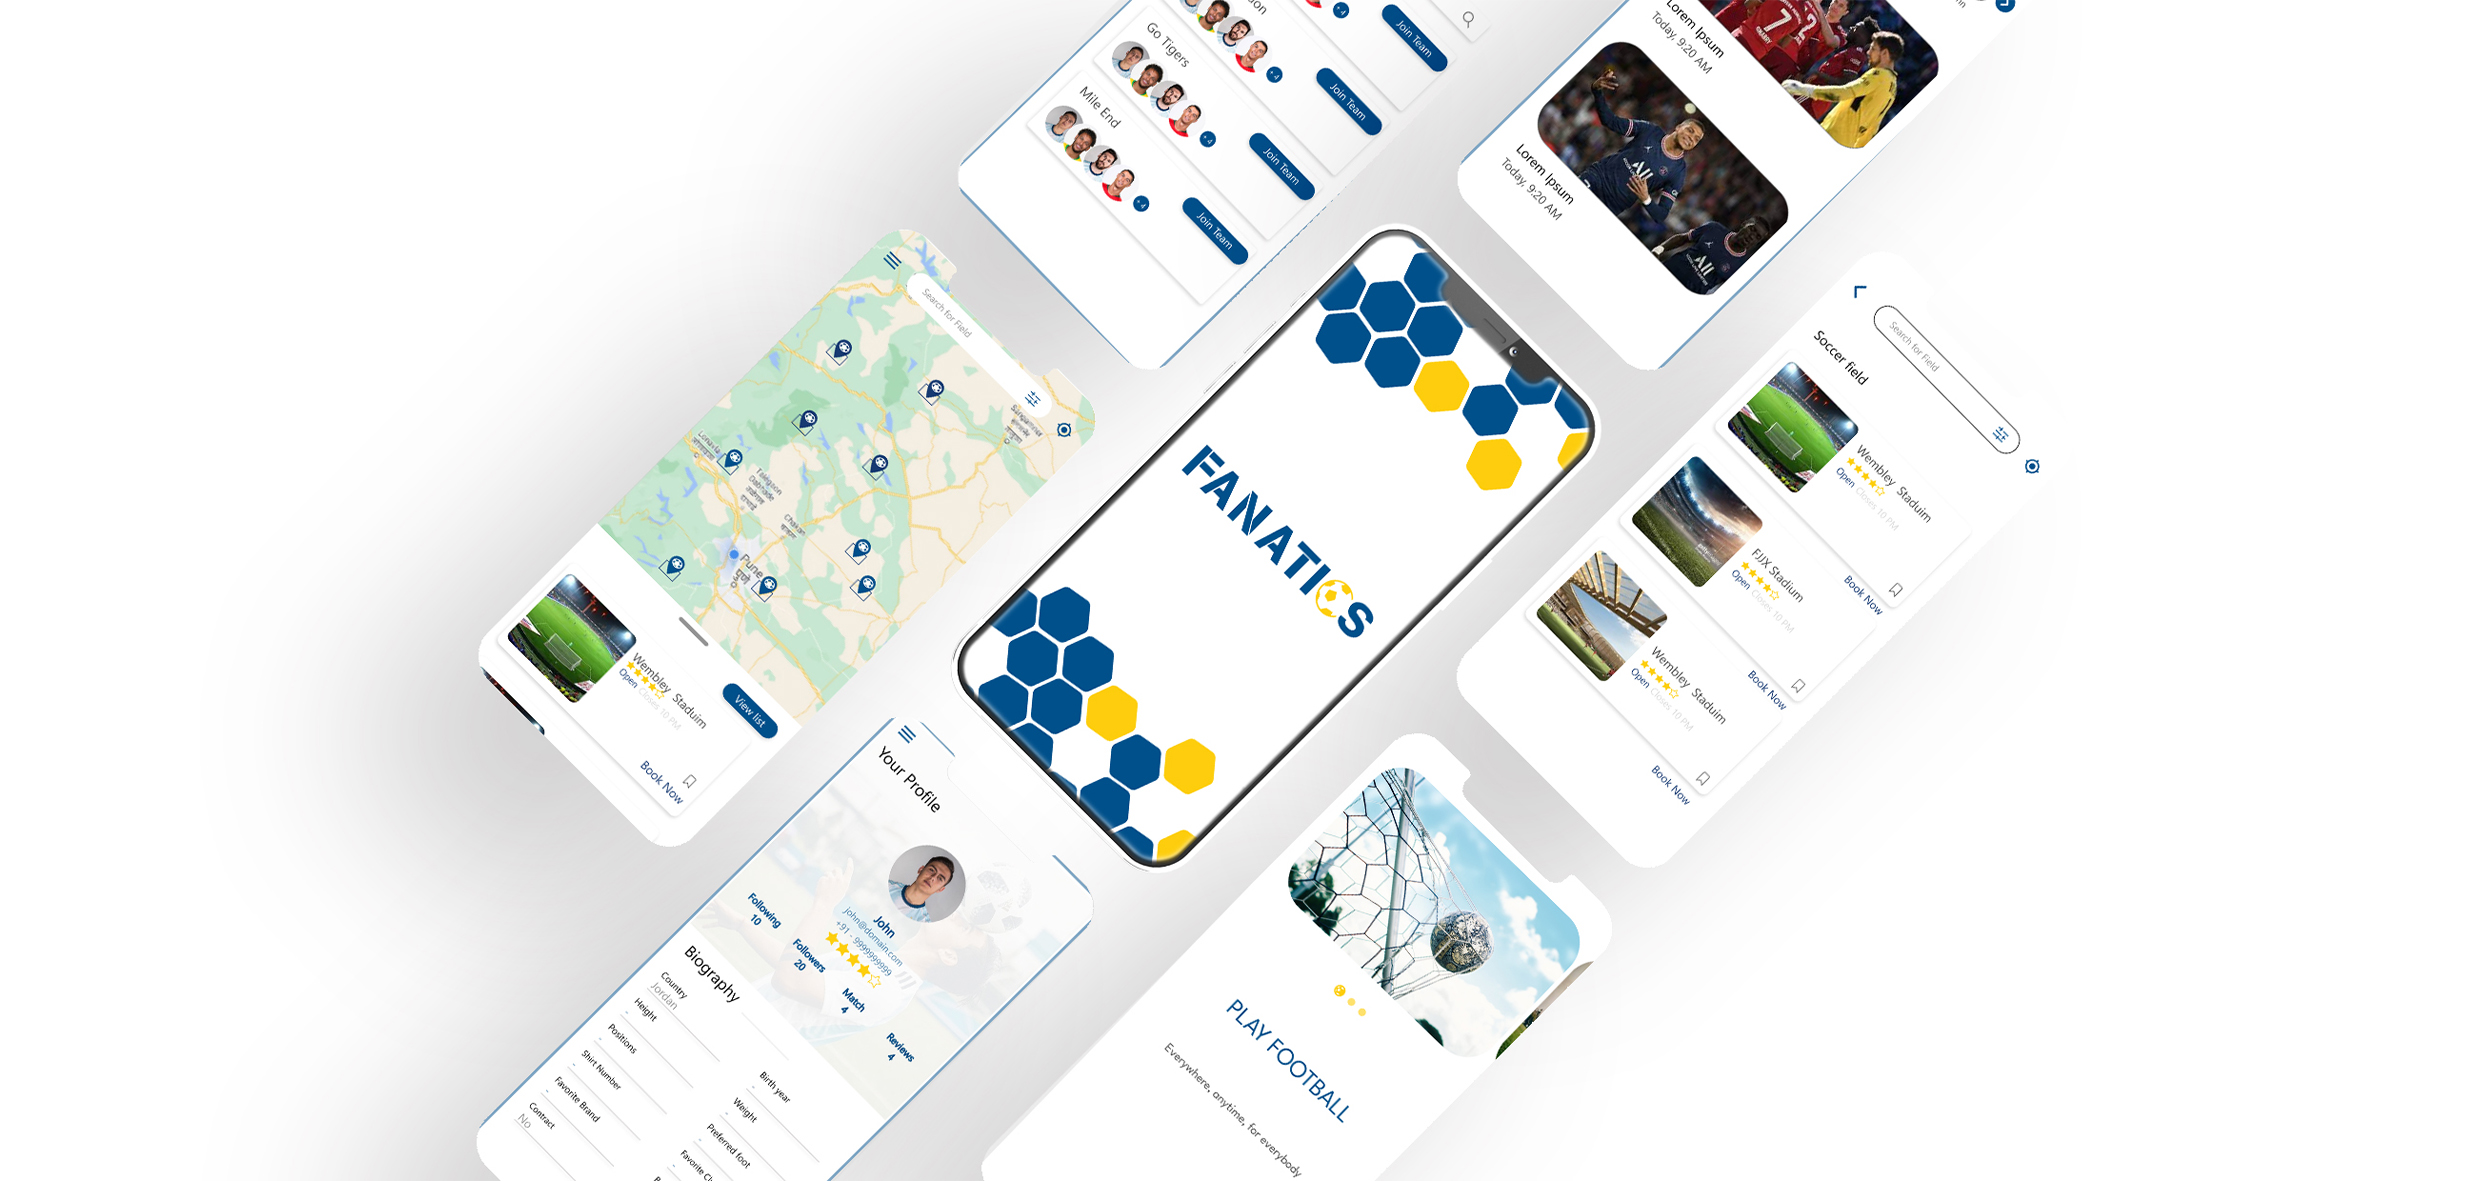 Join Team
Go Tigers
+4
Join Team
+4
Join Team
Mile End
+4
Join Team
Lorem Ipsum
Today, 9:20 AM
Lorem Ipsum
Today, 9:20 AM
Search for Field
Lonavla
Talegaon
Dabhade
Chakan
Pune
पुणे
Wembley Staduim
Open Closes 10 PM
View list
Book Now
FANATICS
Search for Field
Soccer field
Wembley Staduim
Open Closes 10 PM
Book Now
FJJX Stadium
Open Closes 10 PM
Book Now
Wembley Staduim
Open Closes 10 PM
Book Now
Your Profile
John
john@domain.com
+91 - 9999999999
Following
10
Followers
20
Match
4
Reviews
4
Biography
Country
Jordan
Height
-
Positions
-
Shirt Number
-
Favorite Brand
-
Contract
No
Birth year
-
Weight
-
Preferred foot
-
PLAY FOOTBALL
Everywhere, anytime, for everybody